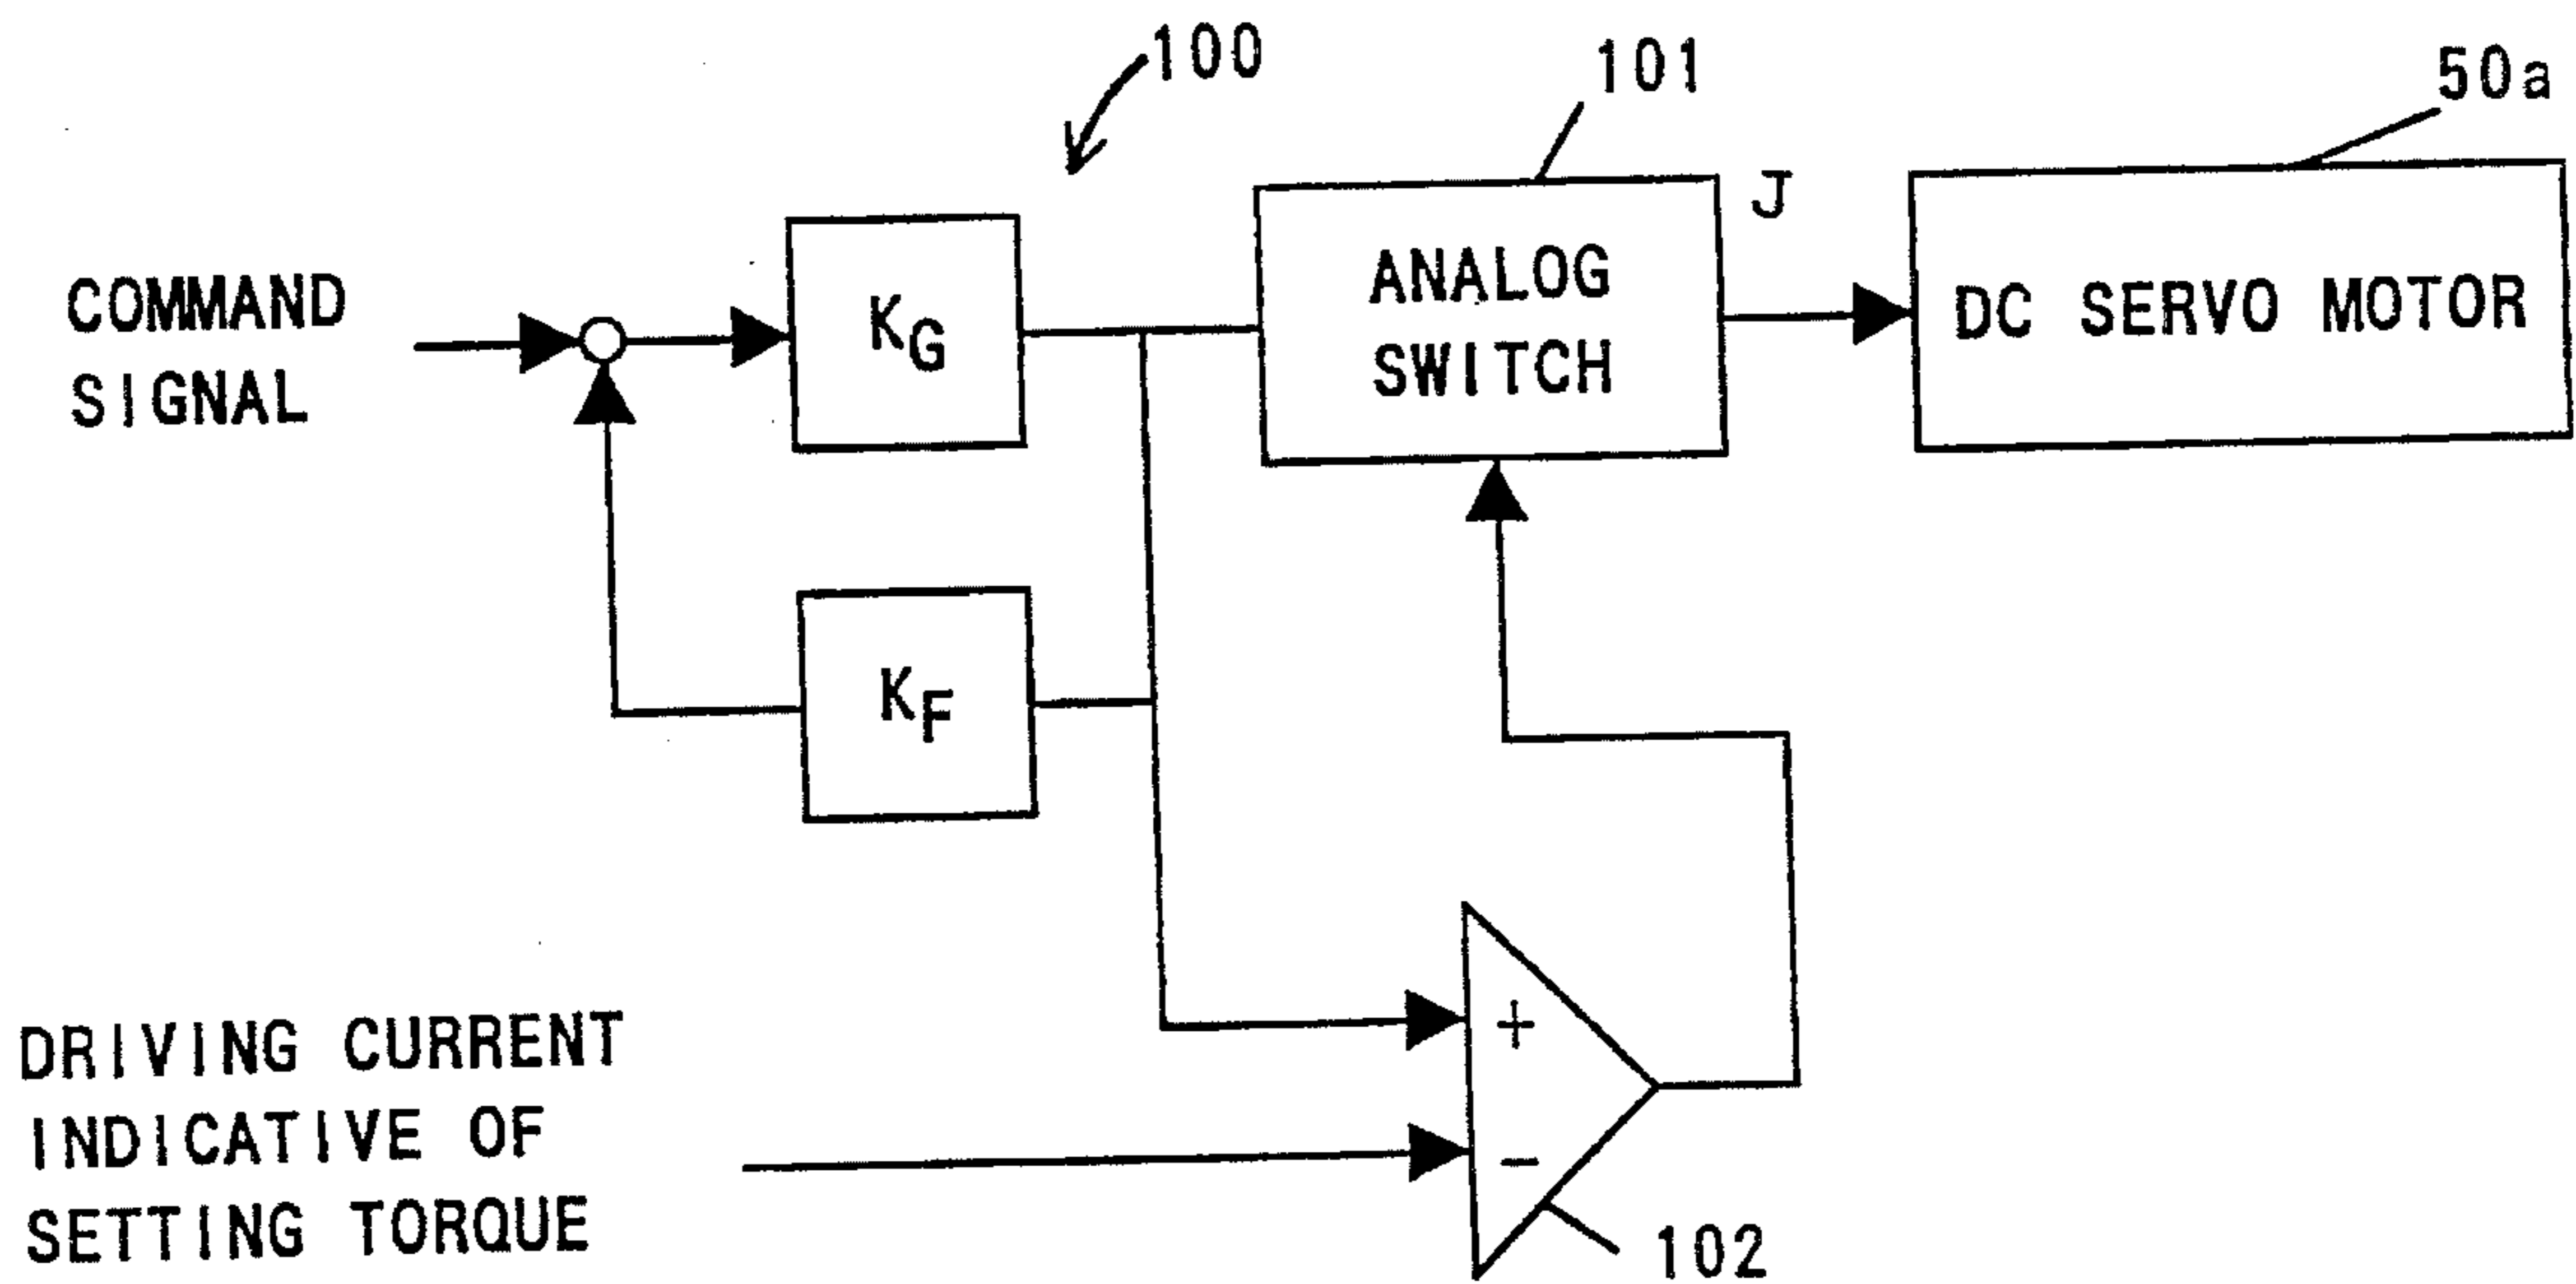 100
101
50a
J
COMMAND
SIGNAL
KG
ANALOG
SWITCH
DC SERVO MOTOR
KF
DRIVING CURRENT
INDICATIVE OF
SETTING TORQUE
+
−
102